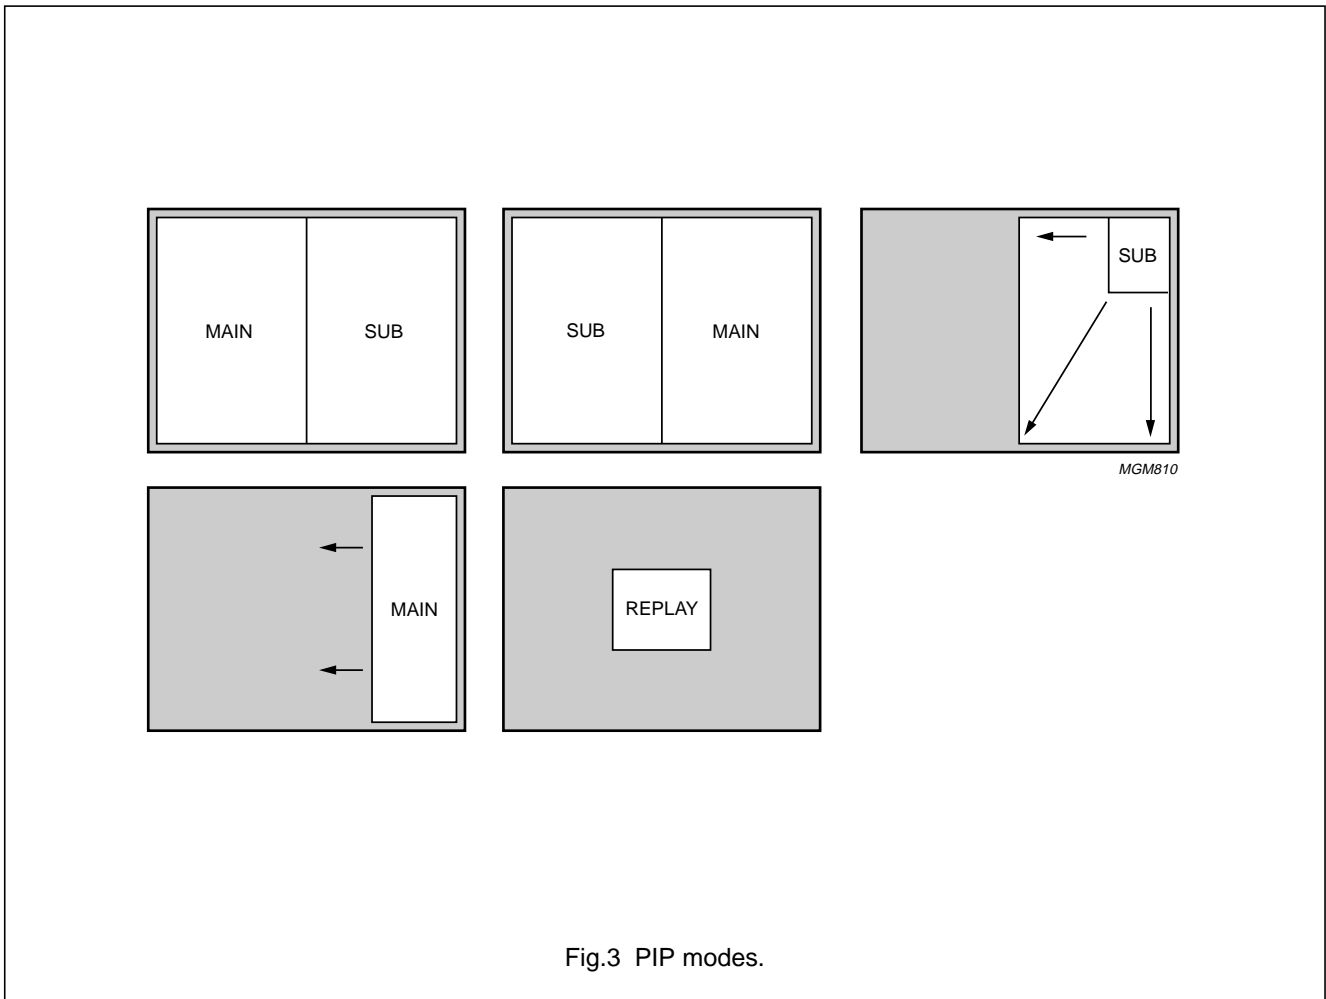 MAIN SUB
SUB MAIN
SUB
MGM810
MAIN
REPLAY
Fig.3 PIP modes.